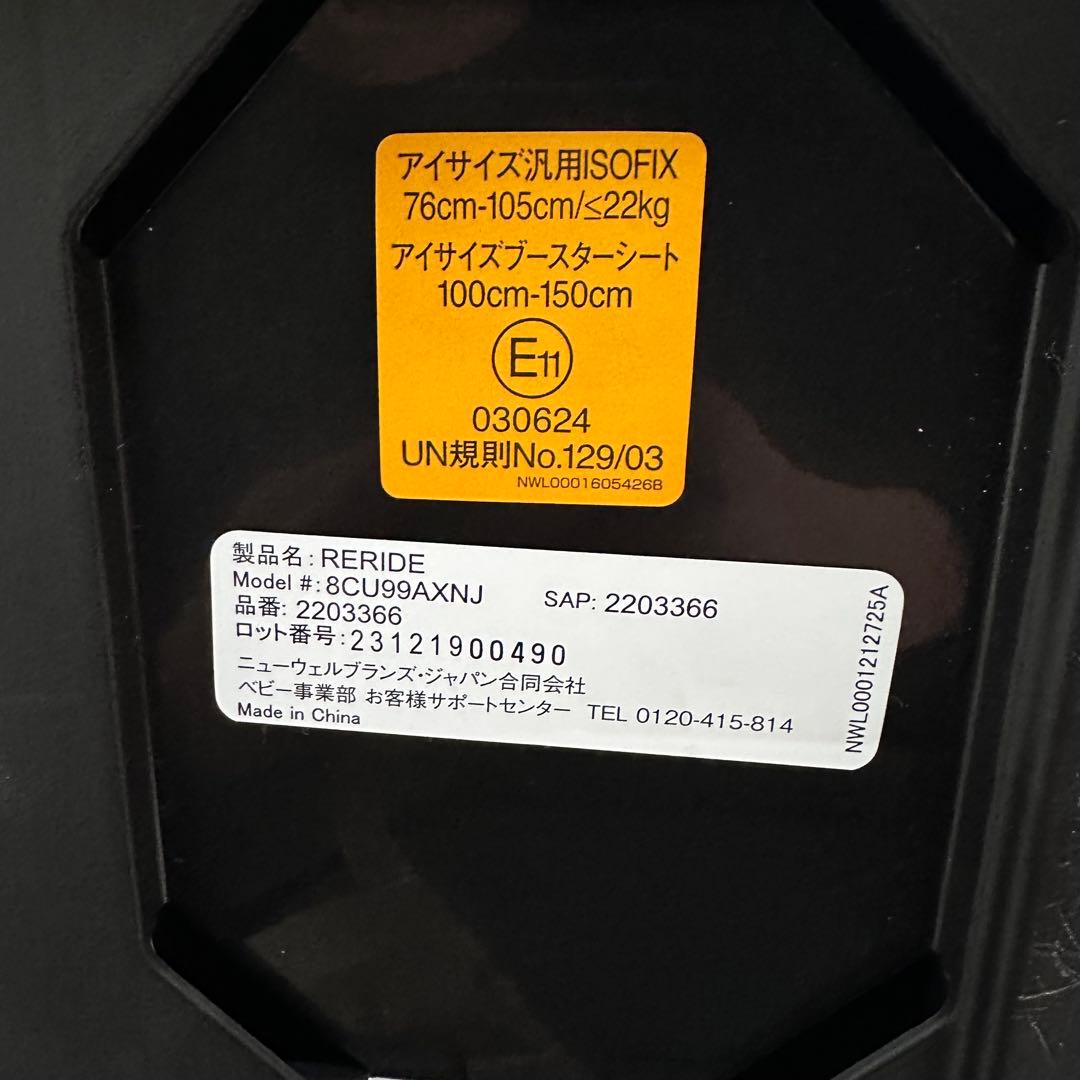 アイサイズ汎用ISOFIX
76cm-105cm/≤22kg
アイサイズブースターシート
100cm-150cm
E11
030624
UN規則No.129/03
NWL0001605426B
製品名: RERIDE
Model #: 8CU99AXNJ SAP: 2203366
品番: 2203366
ロット番号: 23121900490
ニューウェルブランズ・ジャパン合同会社
ベビー事業部 お客様サポートセンター TEL 0120-415-814
Made in China
NWL0001212725A